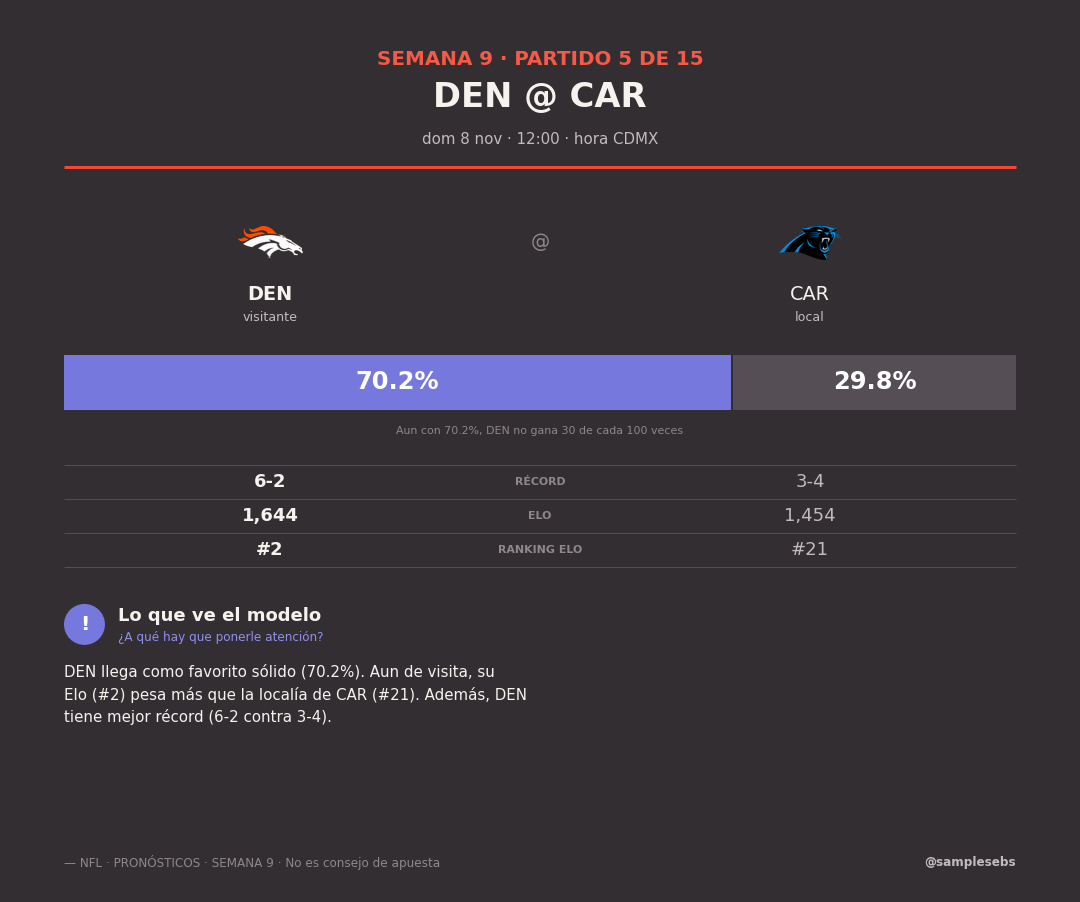 SEMANA 9 · PARTIDO 5 DE 15
DEN @ CAR
dom 8 nov · 12:00 · hora CDMX
@
DEN
CAR
visitante
local
70.2%
29.8%
Aun con 70.2%, DEN no gana 30 de cada 100 veces
6-2 RÉCORD 3-4
1,644 ELO 1,454
#2 RANKING ELO #21
!
Lo que ve el modelo
¿A qué hay que ponerle atención?
DEN llega como favorito sólido (70.2%). Aun de visita, su
Elo (#2) pesa más que la localía de CAR (#21). Además, DEN
tiene mejor récord (6-2 contra 3-4).
— NFL · PRONÓSTICOS · SEMANA 9 · No es consejo de apuesta
@samplesebs